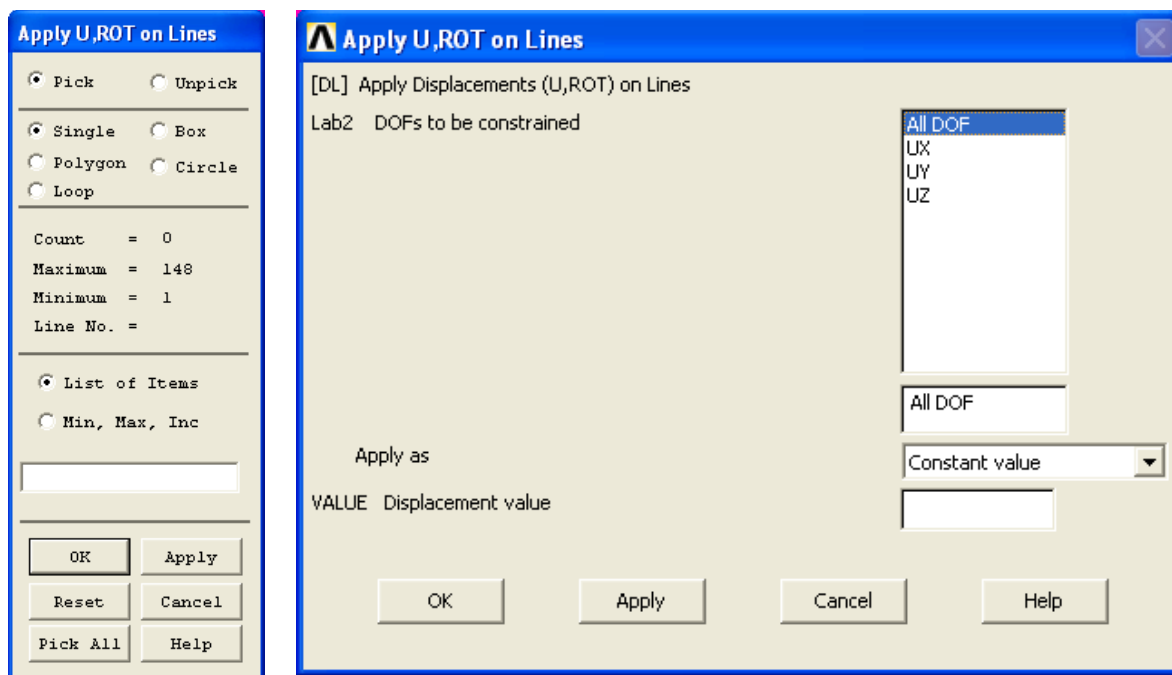 Apply U,ROT on Lines
Pick Unpick
Single Box
Polygon Circle
Loop
Count = 0
Maximum = 148
Minimum = 1
Line No. =
List of Items
Min, Max, Inc
OK Apply
Reset Cancel
Pick All Help
Apply U,ROT on Lines
[DL] Apply Displacements (U,ROT) on Lines
Lab2 DOFs to be constrained
All DOF
UX
UY
UZ
All DOF
Apply as Constant value
VALUE Displacement value
OK Apply Cancel Help